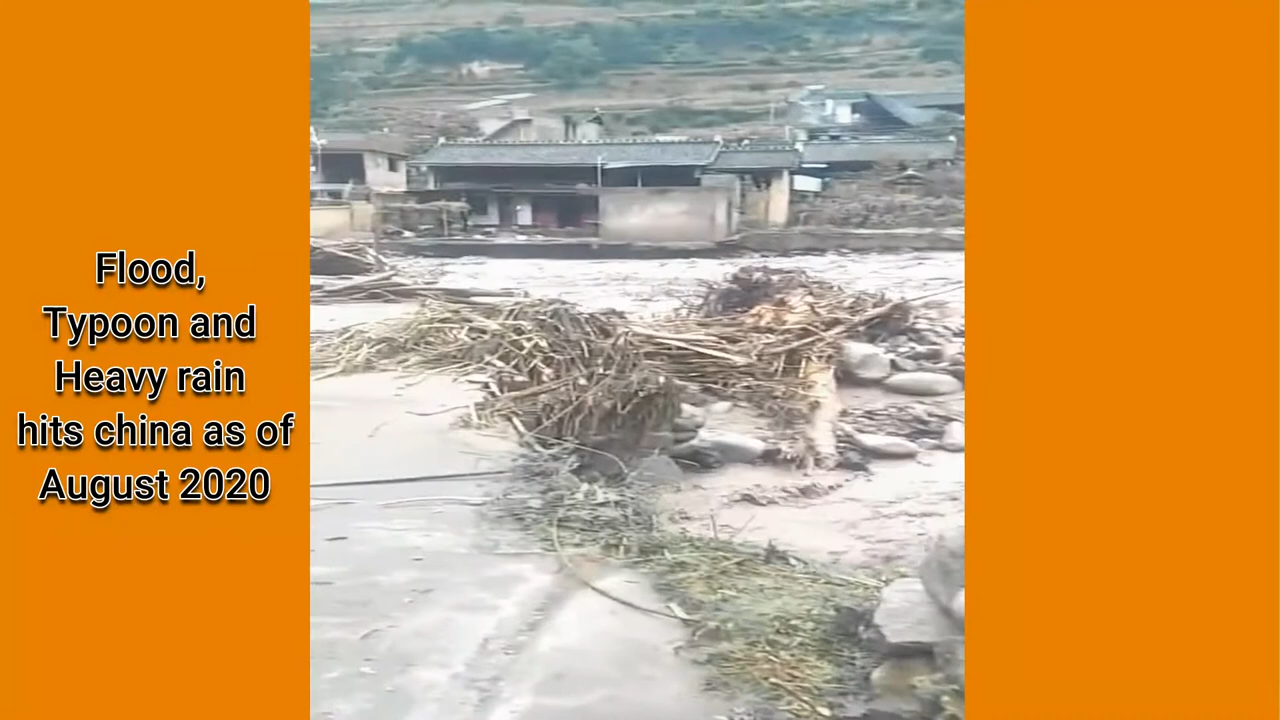 Flood,
Typoon and
Heavy rain
hits china as of
August 2020